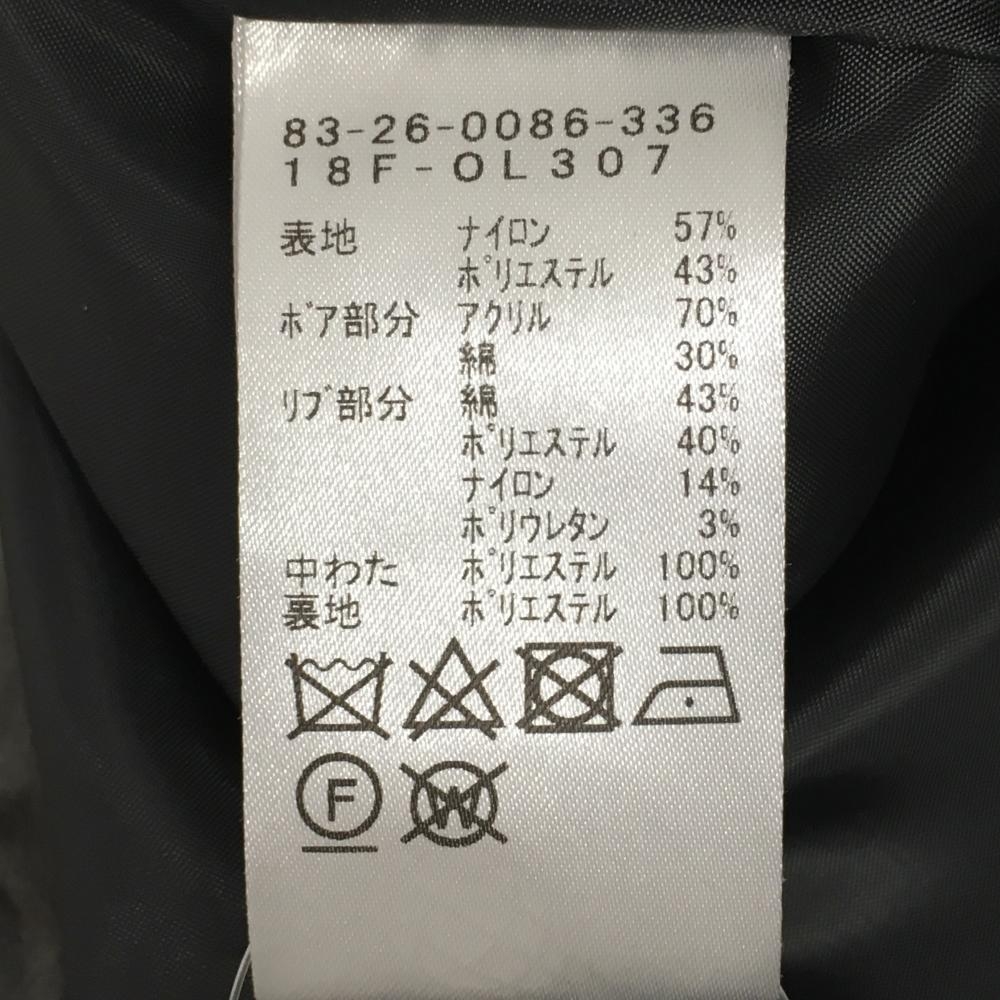 83-26-0086-336
18F-OL307
表地 ナイロン 57%
ポリエステル 43%
ボア部分 アクリル 70%
綿 30%
リブ部分 綿 43%
ポリエステル 40%
ナイロン 14%
ポリウレタン 3%
中わた ポリエステル 100%
裏地 ポリエステル 100%
F W